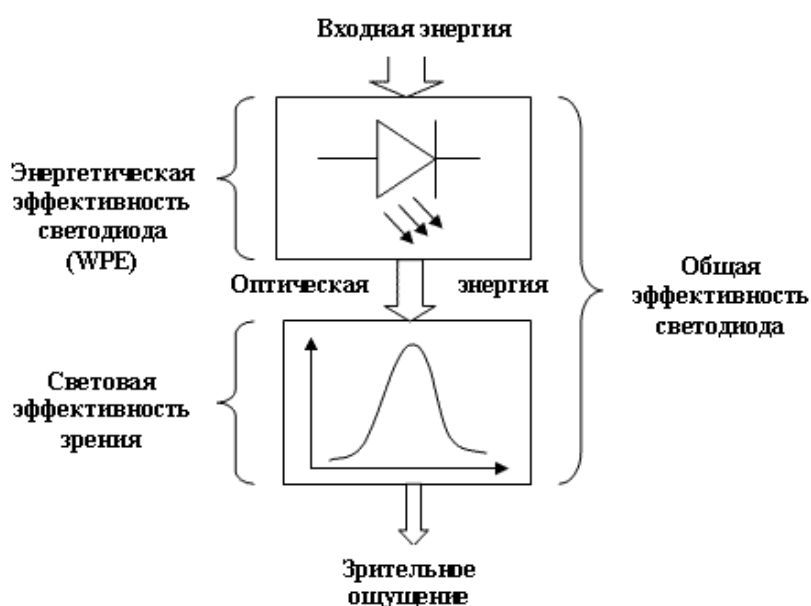 Входная энергия
Энергетическая
эффективность
светодиода
(WPE)
Оптическая энергия
Общая
эффективность
светодиода
Световая
эффективность
зрения
Зрительное
ощущение